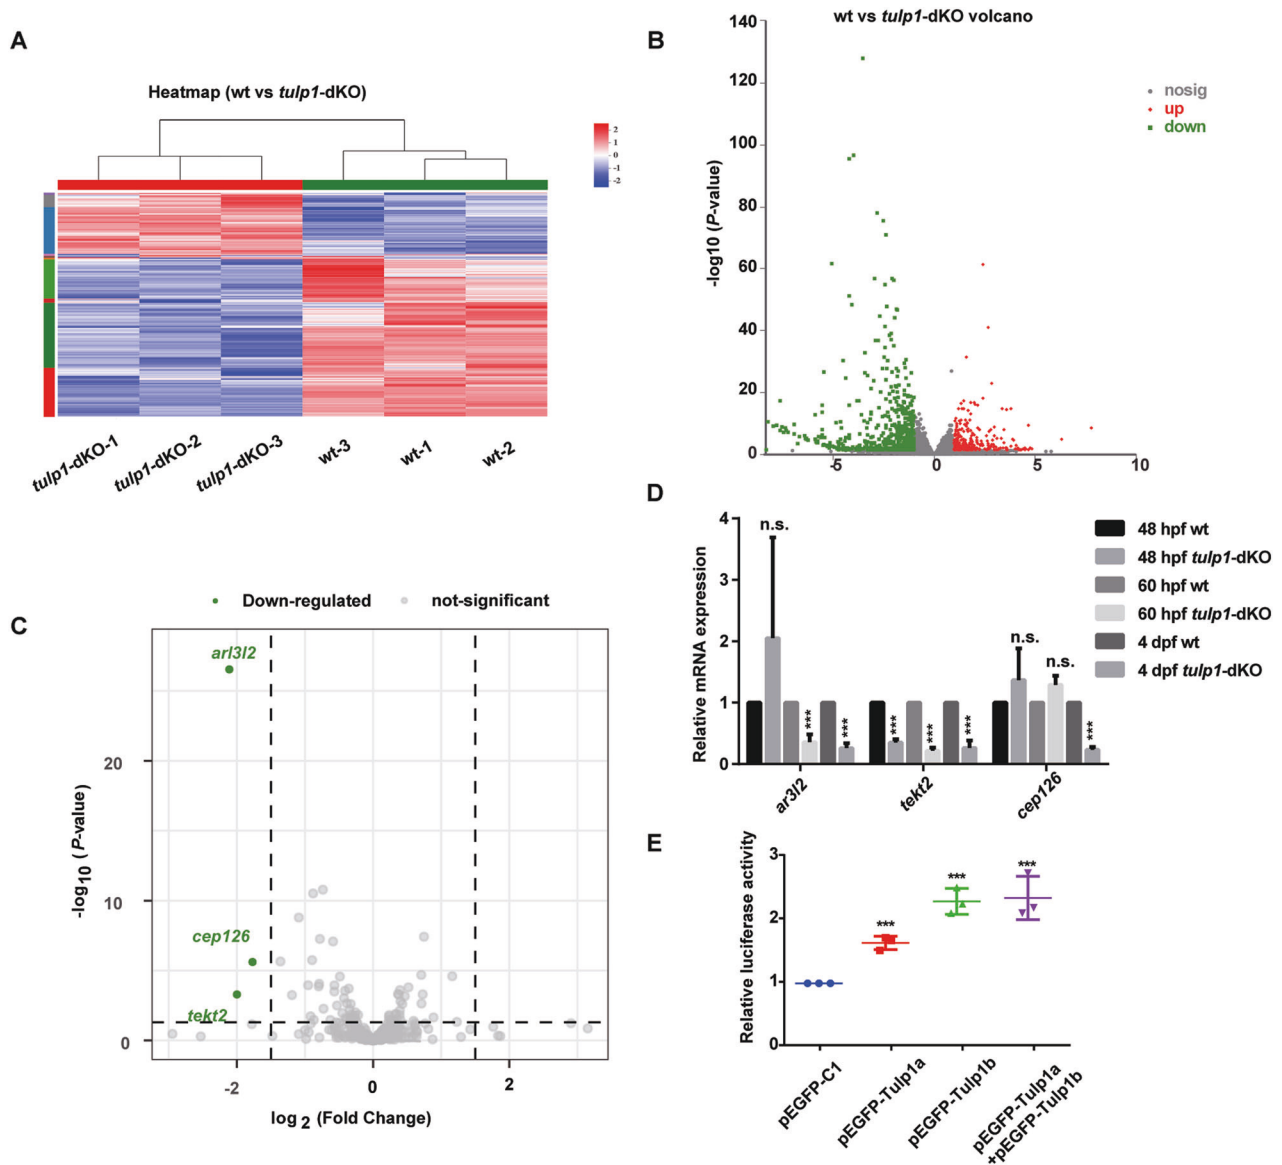 A
Heatmap (wt vs tulp1-dKO)
2
1
0
-1
-2
tulp1-dKO-1
tulp1-dKO-2
tulp1-dKO-3
wt-3
wt-1
wt-2
B
wt vs tulp1-dKO volcano
140
120
100
80
60
40
20
0
-log10 (P-value)
-5
0
5
10
nosig
up
down
C
Down-regulated
not-significant
arl3l2
cep126
tekt2
20
10
0
-log10 (P-value)
-2
0
2
log2 (Fold Change)
D
4
3
2
1
0
Relative mRNA expression
n.s.
***
***
***
***
***
n.s.
n.s.
***
ar3l2
tekt2
cep126
48 hpf wt
48 hpf tulp1-dKO
60 hpf wt
60 hpf tulp1-dKO
4 dpf wt
4 dpf tulp1-dKO
E
3
2
1
0
Relative luciferase activity
***
***
***
pEGFP-C1
pEGFP-Tulp1a
pEGFP-Tulp1b
pEGFP-Tulp1a
+pEGFP-Tulp1b